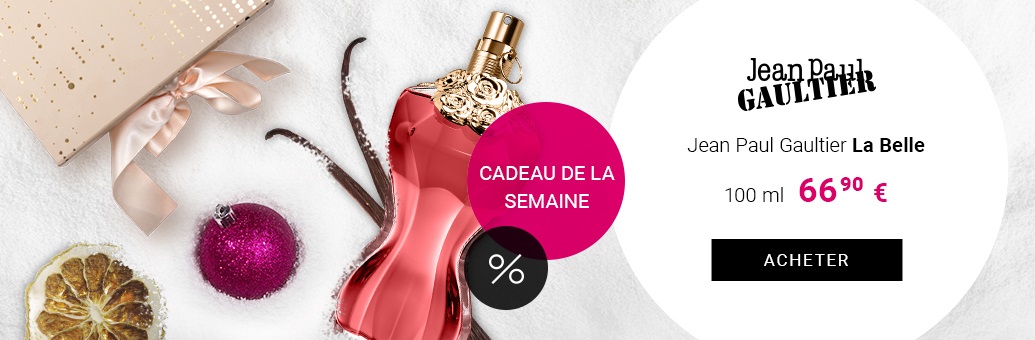 CADEAU DE LA
SEMAINE
%
Jean Paul
GAULTIER
Jean Paul Gaultier La Belle
100 ml 66⁹⁰ €
ACHETER